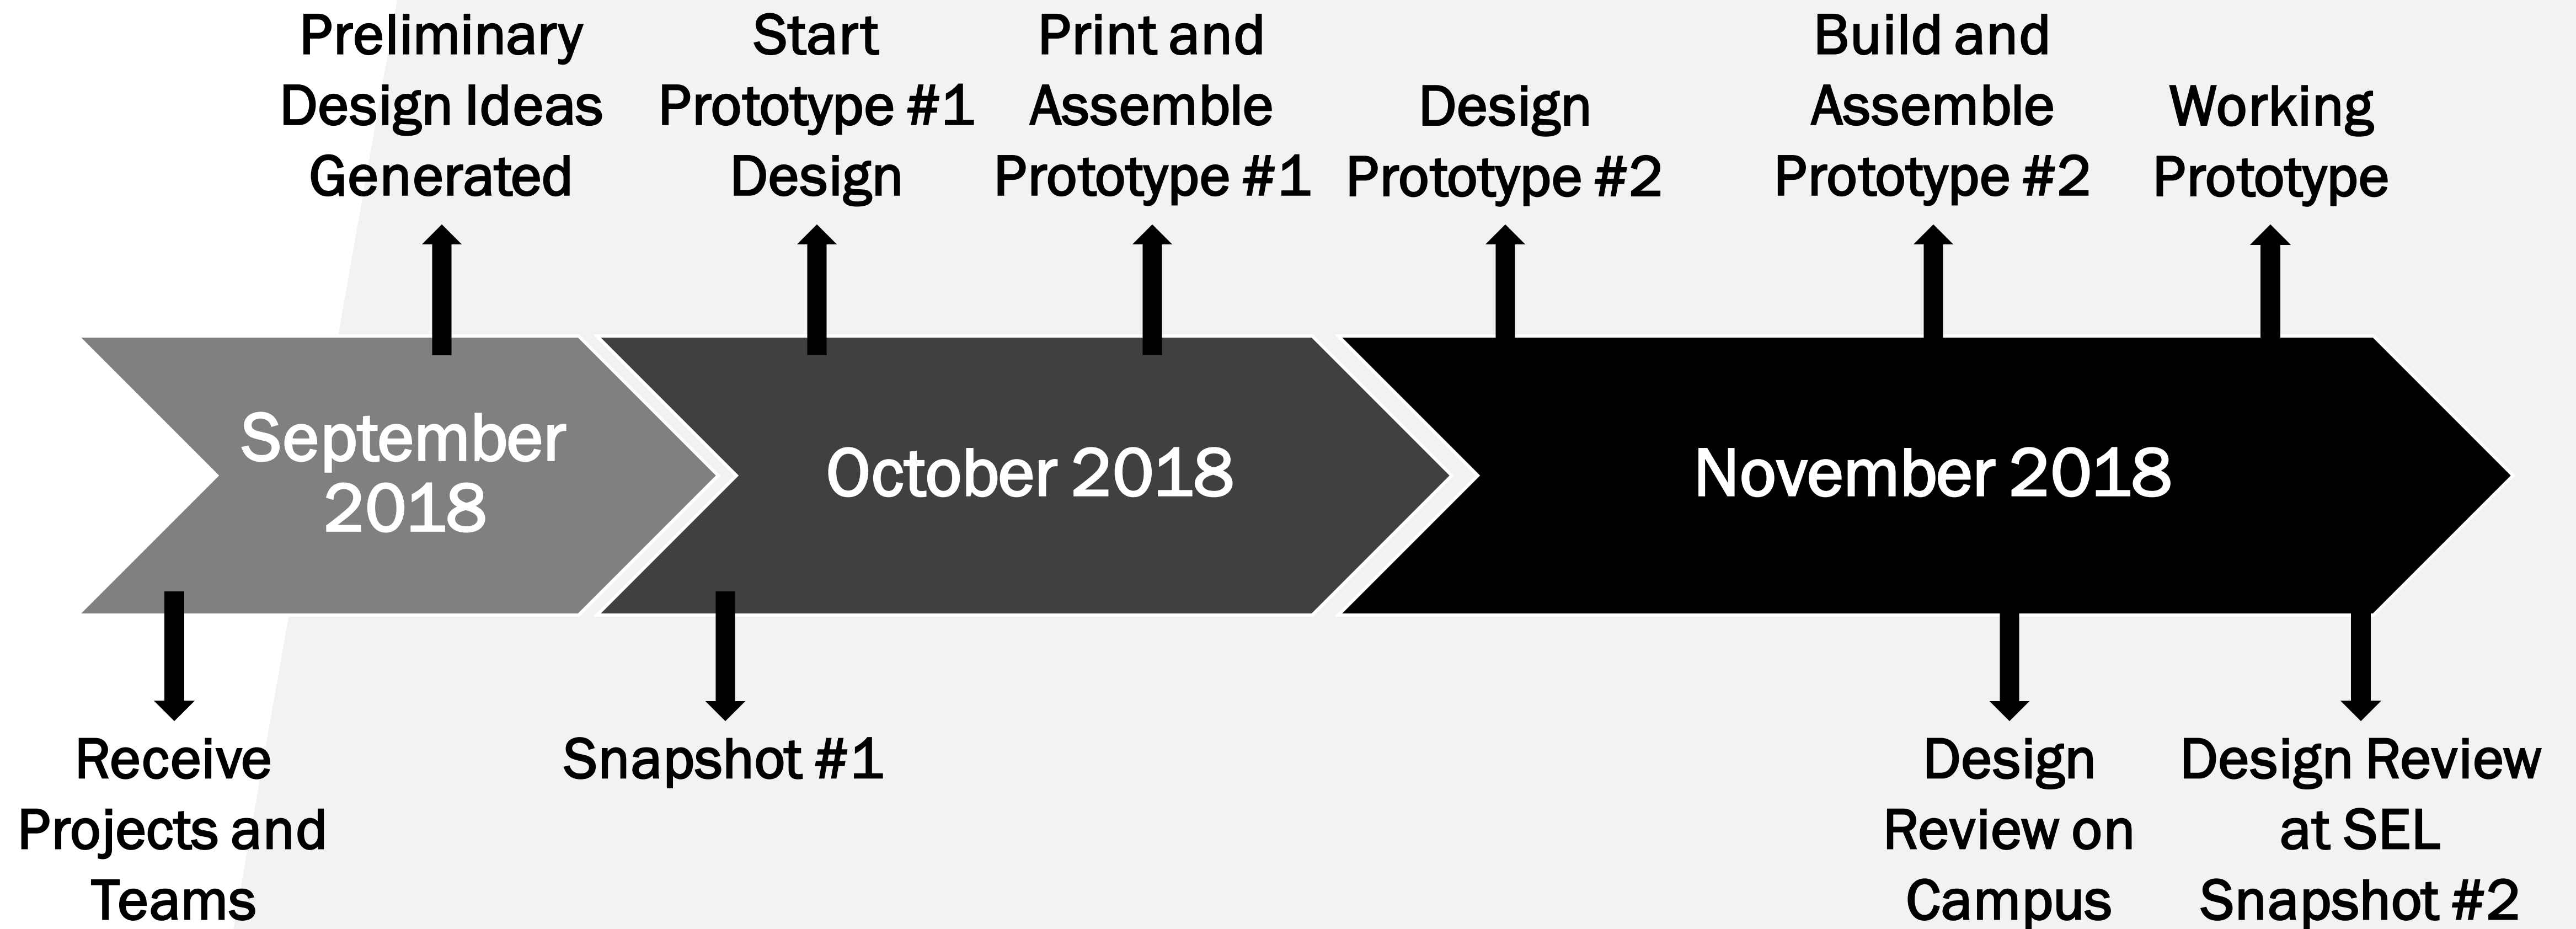 Preliminary
Design Ideas
Generated
Start
Prototype #1
Design
Print and
Assemble
Prototype #1
Design
Prototype #2
Build and
Assemble
Prototype #2
Working
Prototype
September
2018
October 2018
November 2018
Receive
Projects and
Teams
Snapshot #1
Design
Review on
Campus
Design Review
at SEL
Snapshot #2